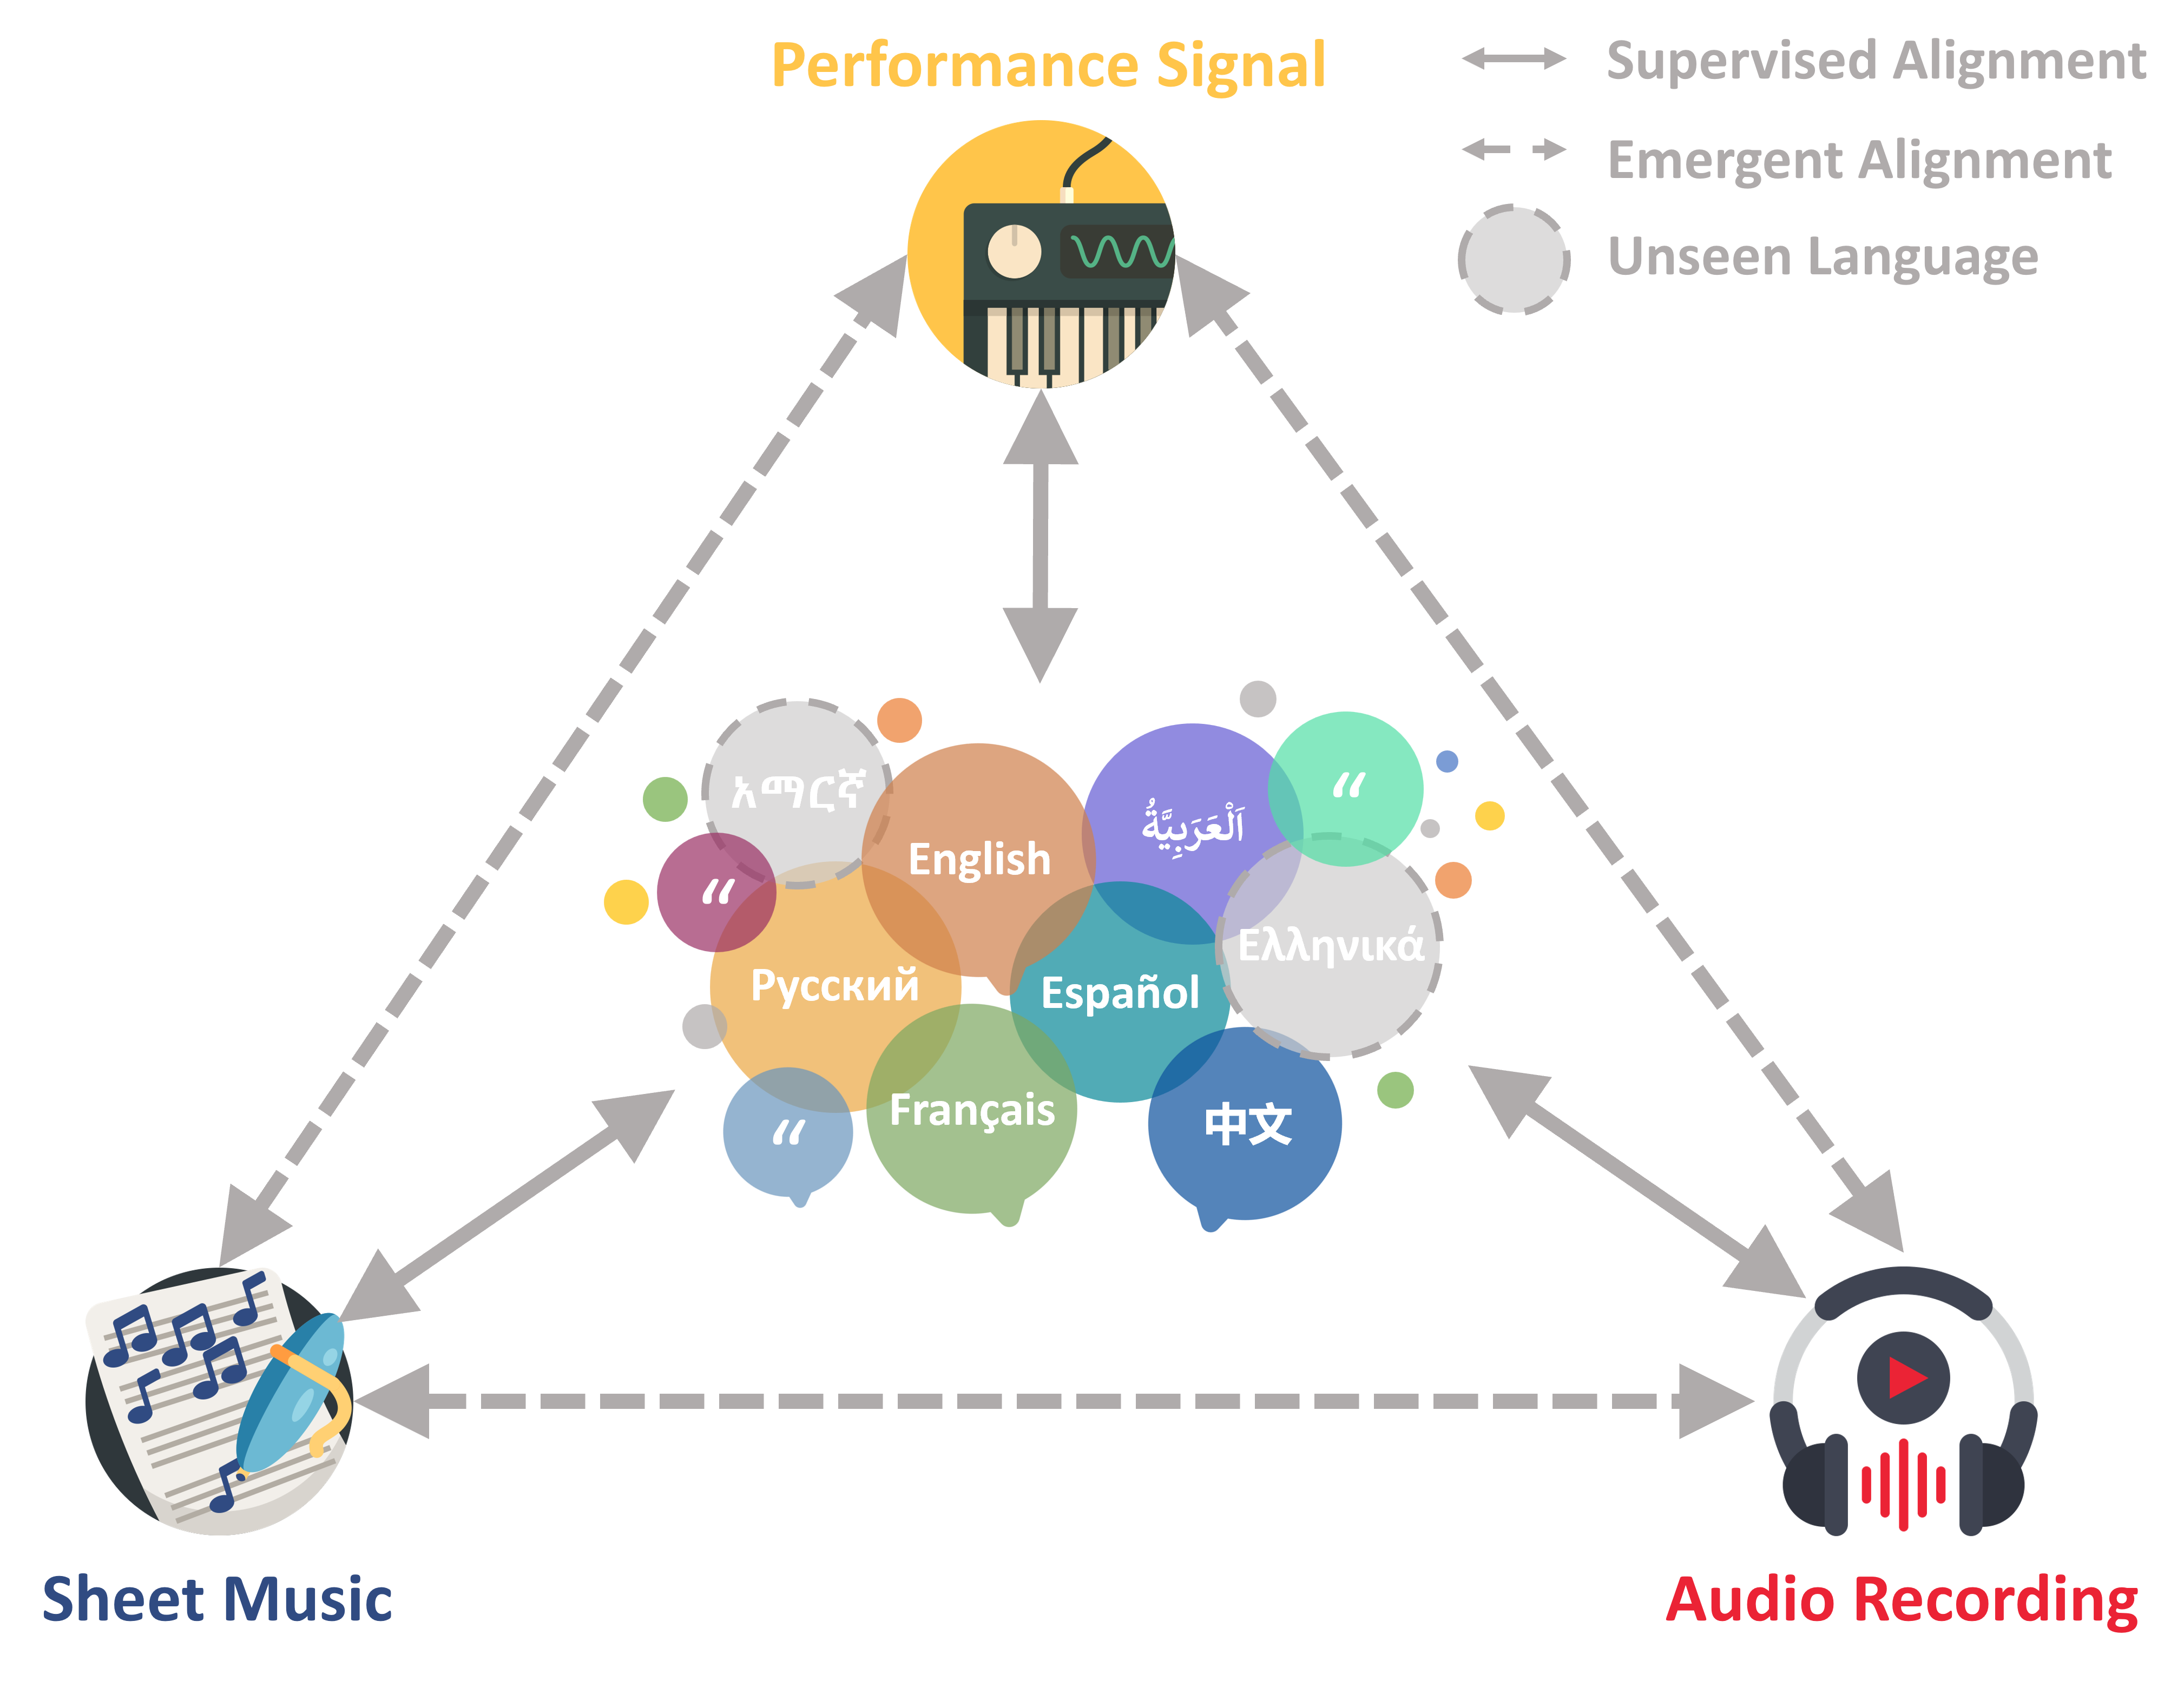 Performance Signal
Supervised Alignment
Emergent Alignment
Unseen Language
አማርኛ
English
اَلْعَرَبِيَّةُ
“
“
Русский
Español
Ελληνικά
“
Français
中文
Sheet Music
Audio Recording